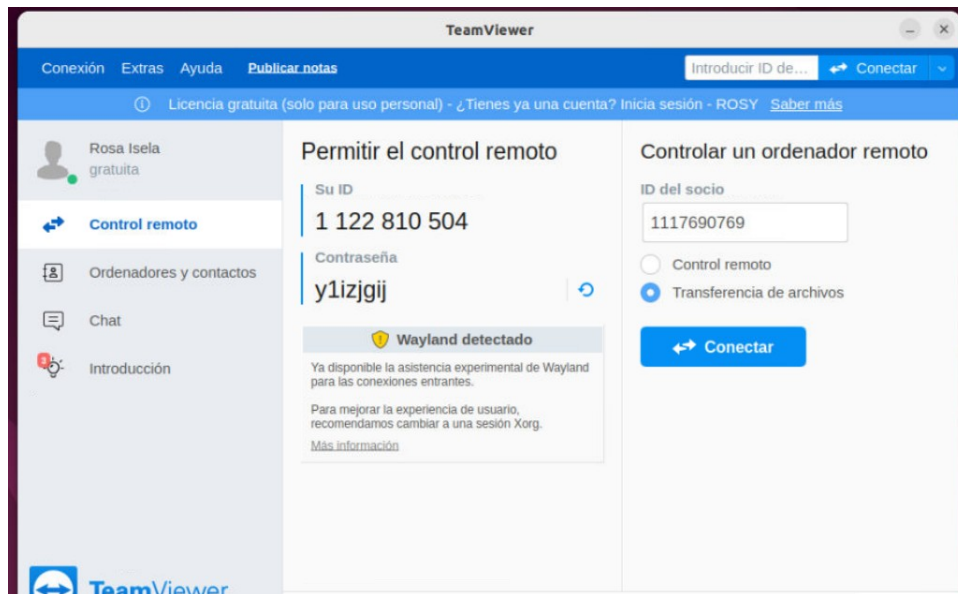 TeamViewer
Conexión Extras Ayuda Publicar notas
Introducir ID de... Conectar
Licencia gratuita (solo para uso personal) - ¿Tienes ya una cuenta? Inicia sesión - ROSY Saber más
Rosa Isela
gratuita
Control remoto
Ordenadores y contactos
Chat
3
Introducción
TeamViewer
Permitir el control remoto
Su ID
1 122 810 504
Contraseña
y1izjgij
Wayland detectado
Ya disponible la asistencia experimental de Wayland
para las conexiones entrantes.
Para mejorar la experiencia de usuario,
recomendamos cambiar a una sesión Xorg.
Más información
Controlar un ordenador remoto
ID del socio
1117690769
Control remoto
Transferencia de archivos
Conectar